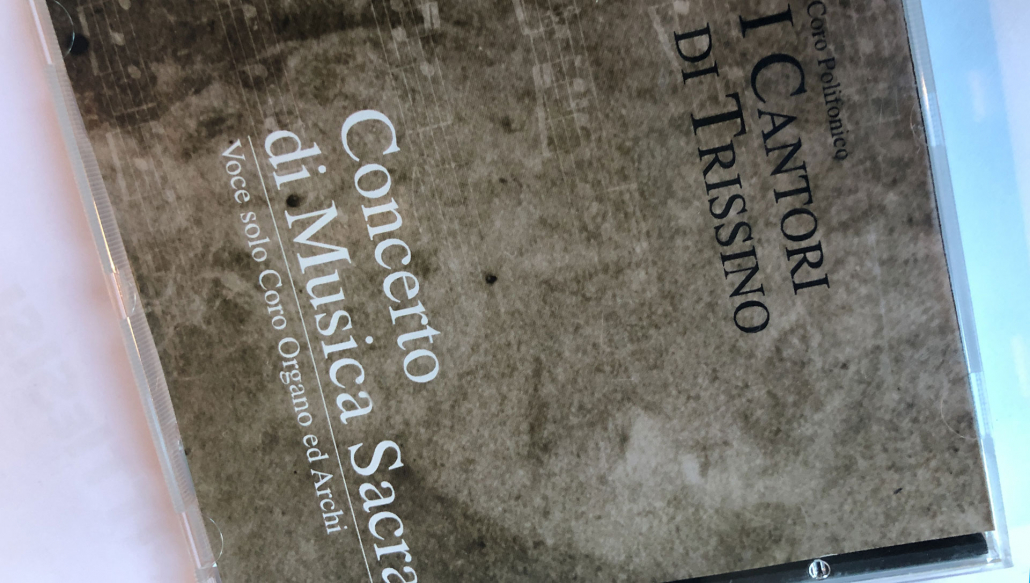 Coro Polifonico
I CANTORI
DI TRISSINO
Concerto
di Musica Sacra
Voce solo Coro Organo ed Archi